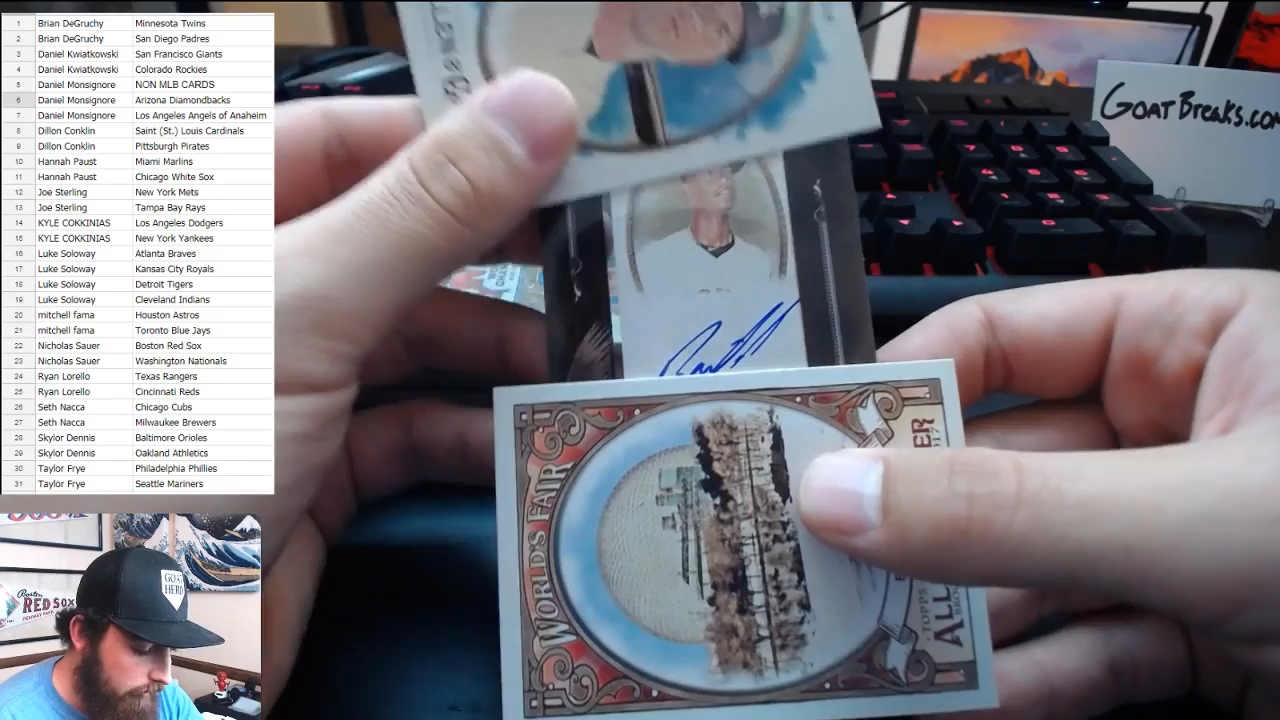 1 Brian DeGruchy Minnesota Twins
2 Brian DeGruchy San Diego Padres
3 Daniel Kwiatkowski San Francisco Giants
4 Daniel Kwiatkowski Colorado Rockies
5 Daniel Monsignore NON MLB CARDS
6 Daniel Monsignore Arizona Diamondbacks
7 Daniel Monsignore Los Angeles Angels of Anaheim
8 Dillon Conklin Saint (St.) Louis Cardinals
9 Dillon Conklin Pittsburgh Pirates
10 Hannah Paust Miami Marlins
11 Hannah Paust Chicago White Sox
12 Joe Sterling New York Mets
13 Joe Sterling Tampa Bay Rays
14 KYLE COKKINIAS Los Angeles Dodgers
15 KYLE COKKINIAS New York Yankees
16 Luke Soloway Atlanta Braves
17 Luke Soloway Kansas City Royals
18 Luke Soloway Detroit Tigers
19 Luke Soloway Cleveland Indians
20 mitchell fama Houston Astros
21 mitchell fama Toronto Blue Jays
22 Nicholas Sauer Boston Red Sox
23 Nicholas Sauer Washington Nationals
24 Ryan Lorello Texas Rangers
25 Ryan Lorello Cincinnati Reds
26 Seth Nacca Chicago Cubs
27 Seth Nacca Milwaukee Brewers
28 Skylor Dennis Baltimore Orioles
29 Skylor Dennis Oakland Athletics
30 Taylor Frye Philadelphia Phillies
31 Taylor Frye Seattle Mariners
GOATBREAKS.COM
WORLD'S FAIR
TOPPS
ALL
2017
GOAT
HERD
Boston
RED SOX
FENWAY PARK